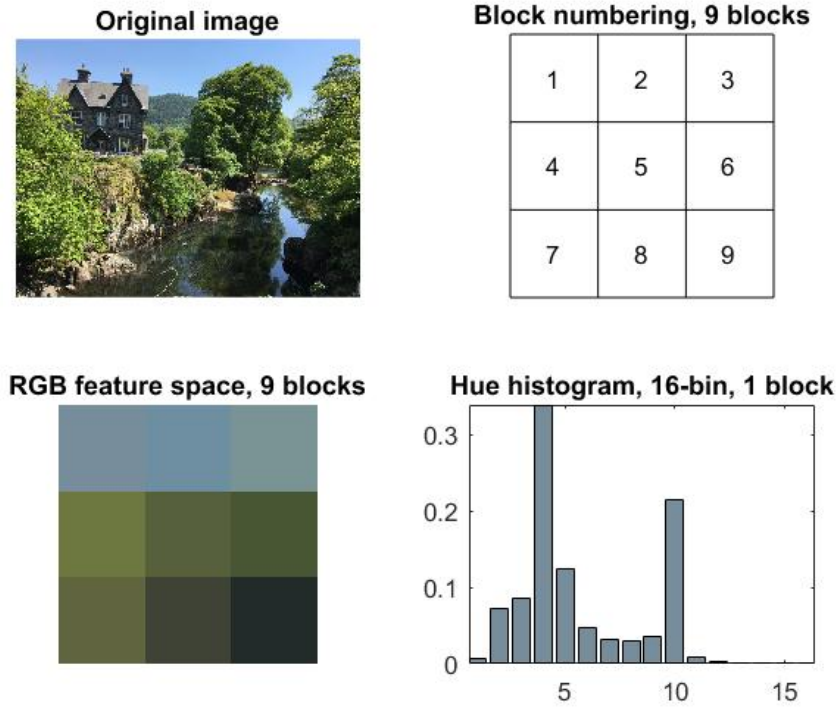 Original image
Block numbering, 9 blocks
1 2 3
4 5 6
7 8 9
RGB feature space, 9 blocks
Hue histogram, 16-bin, 1 block
0.3
0.2
0.1
0
5 10 15